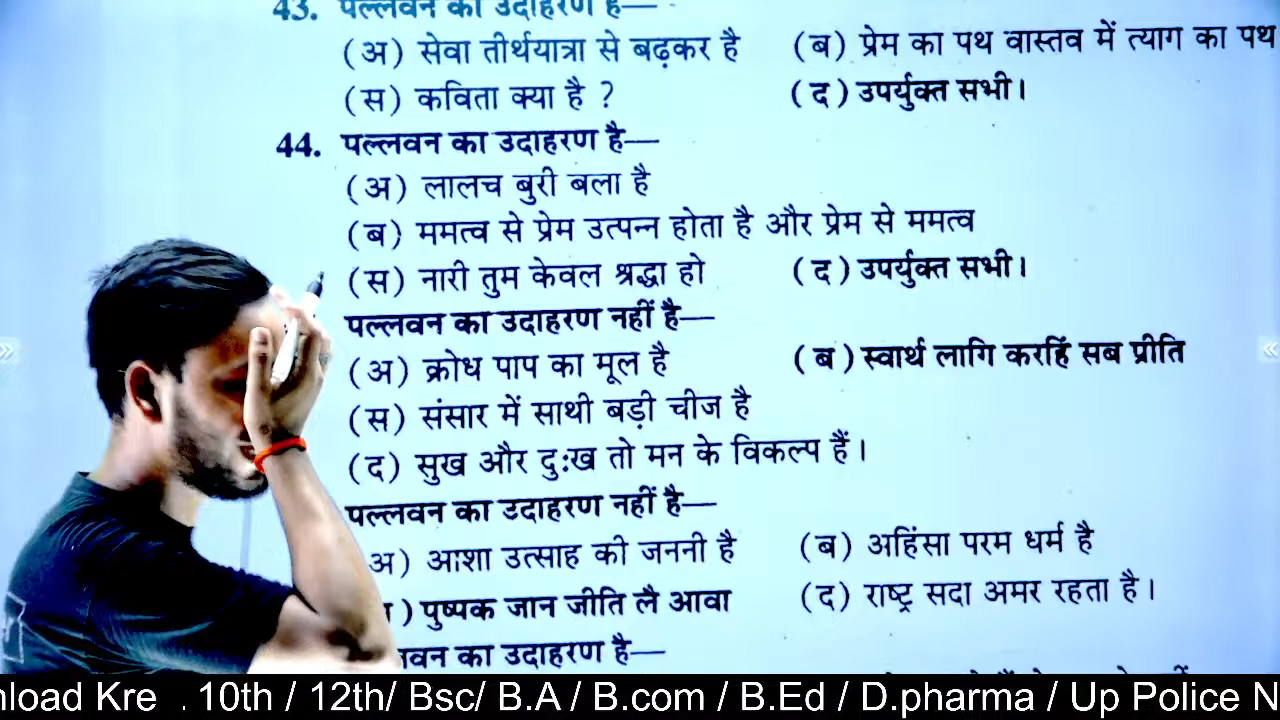 43. पल्लवन का उदाहरण है—
(अ) सेवा तीर्थयात्रा से बढ़कर है (ब) प्रेम का पथ वास्तव में त्याग का पथ
(स) कविता क्या है ? (द) उपर्युक्त सभी।
44. पल्लवन का उदाहरण है—
(अ) लालच बुरी बला है
(ब) ममत्व से प्रेम उत्पन्न होता है और प्रेम से ममत्व
(स) नारी तुम केवल श्रद्धा हो (द) उपर्युक्त सभी।
पल्लवन का उदाहरण नहीं है—
(अ) क्रोध पाप का मूल है (ब) स्वार्थ लागि करहिं सब प्रीति
(स) संसार में साथी बड़ी चीज है
(द) सुख और दुःख तो मन के विकल्प हैं।
पल्लवन का उदाहरण नहीं है—
अ) आशा उत्साह की जननी है (ब) अहिंसा परम धर्म है
) पुष्पक जान जीति लै आवा (द) राष्ट्र सदा अमर रहता है।
वन का उदाहरण है—
nload Kre . 10th / 12th/ Bsc/ B.A / B.com / B.Ed / D.pharma / Up Police N